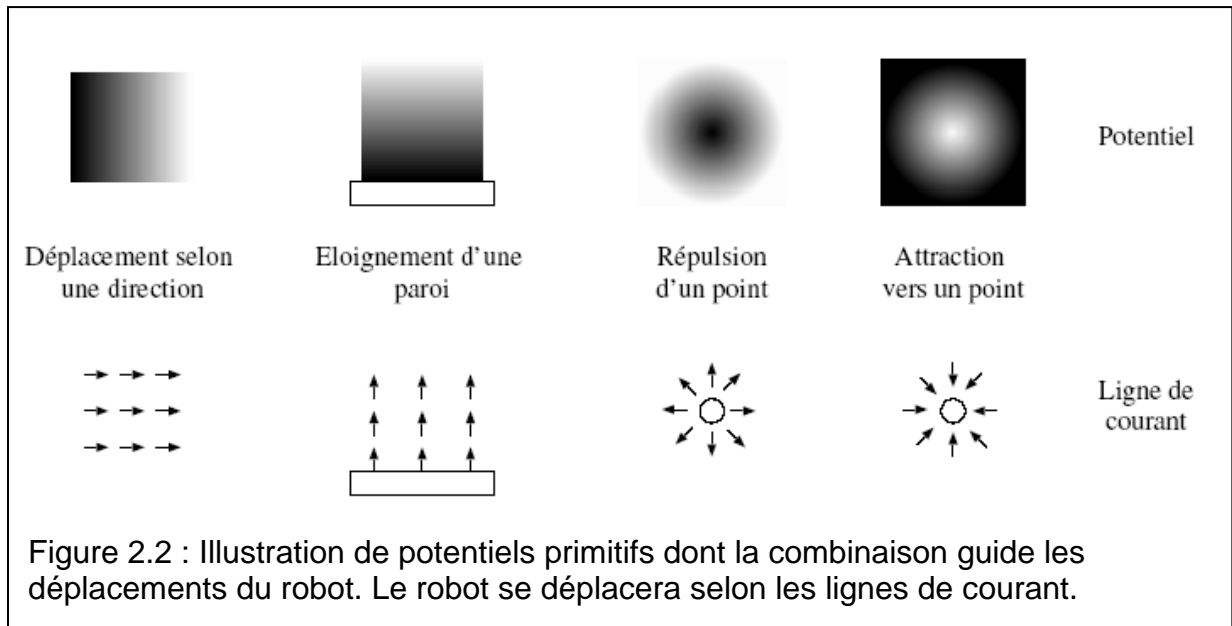 Potentiel
Déplacement selon
une direction
Eloignement d'une
paroi
Répulsion
d'un point
Attraction
vers un point
Ligne de
courant
Figure 2.2 : Illustration de potentiels primitifs dont la combinaison guide les
déplacements du robot. Le robot se déplacera selon les lignes de courant.